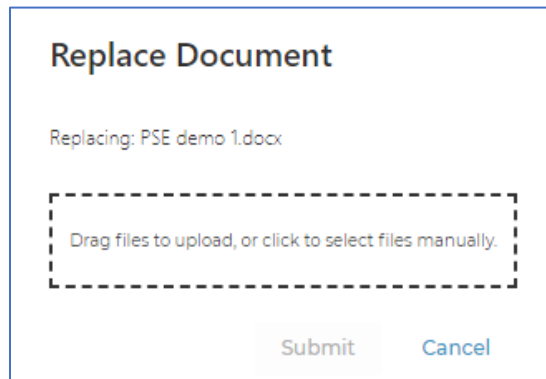 Replace Document
Replacing: PSE demo 1.docx
Drag files to upload, or click to select files manually.
Submit Cancel